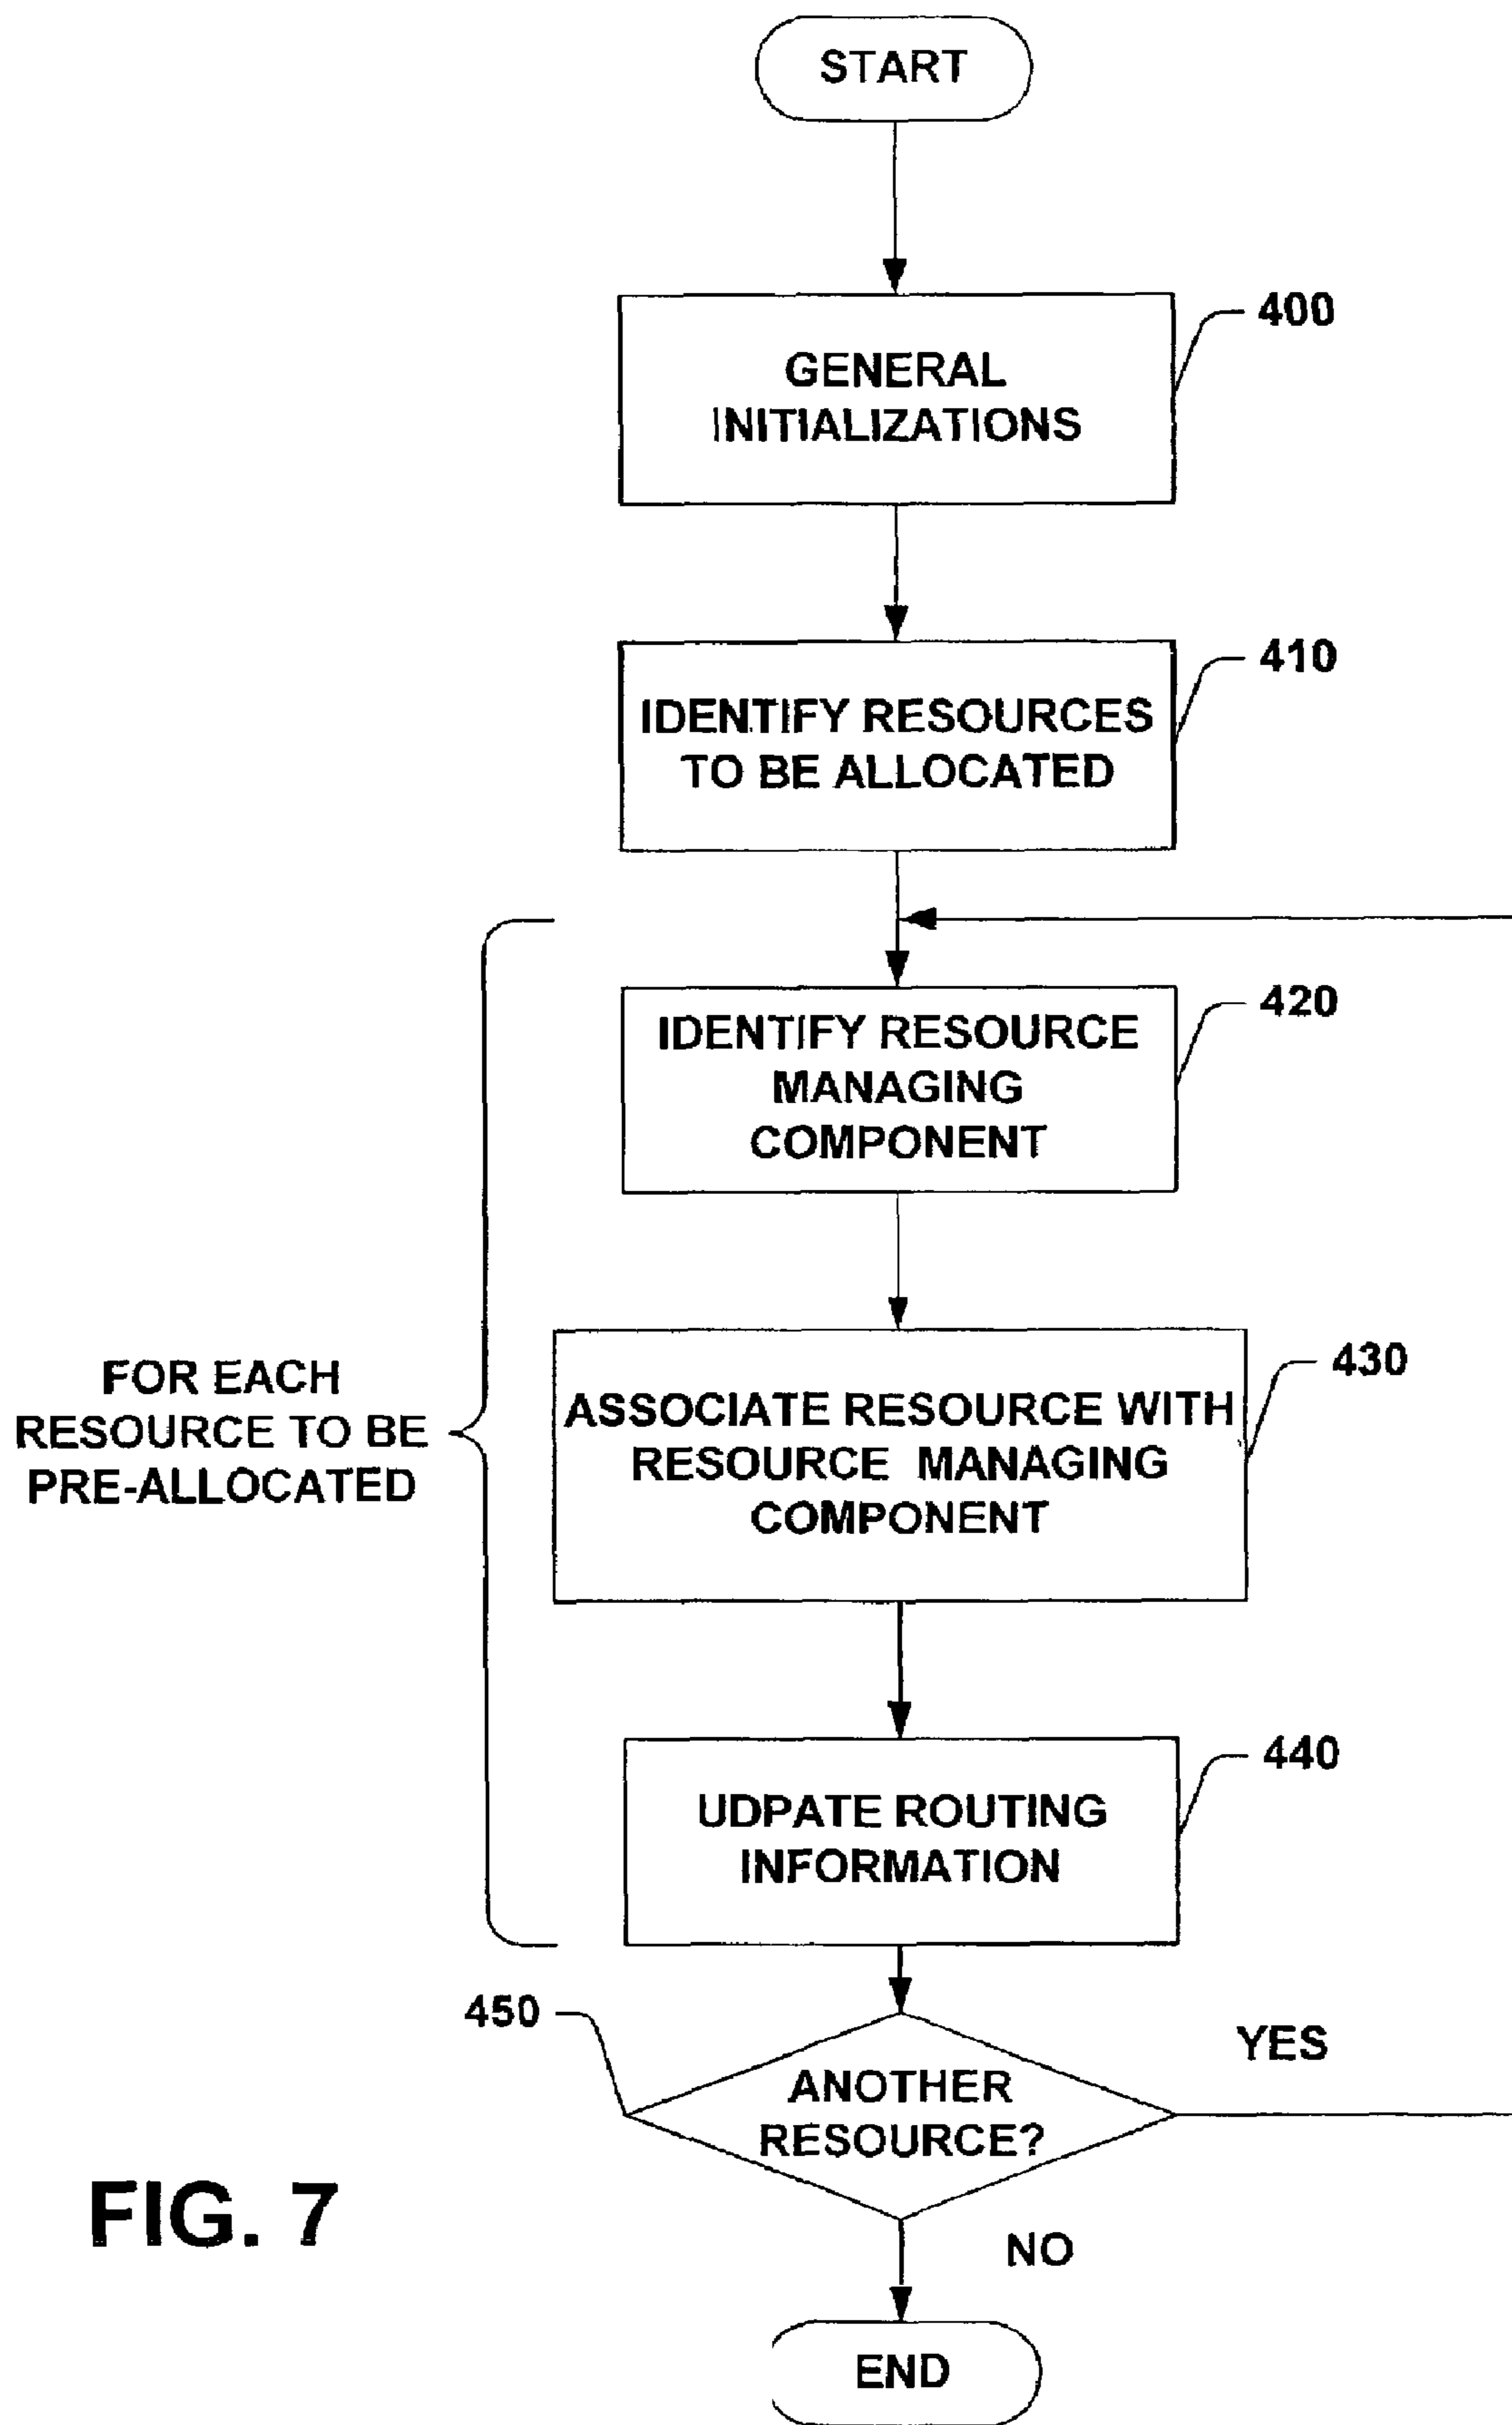 START
400
GENERAL
INITIALIZATIONS
410
IDENTIFY RESOURCES
TO BE ALLOCATED
420
IDENTIFY RESOURCE
MANAGING
COMPONENT
FOR EACH
RESOURCE TO BE
PRE-ALLOCATED
430
ASSOCIATE RESOURCE WITH
RESOURCE MANAGING
COMPONENT
440
UDPATE ROUTING
INFORMATION
450
ANOTHER
RESOURCE?
YES
NO
END
FIG. 7